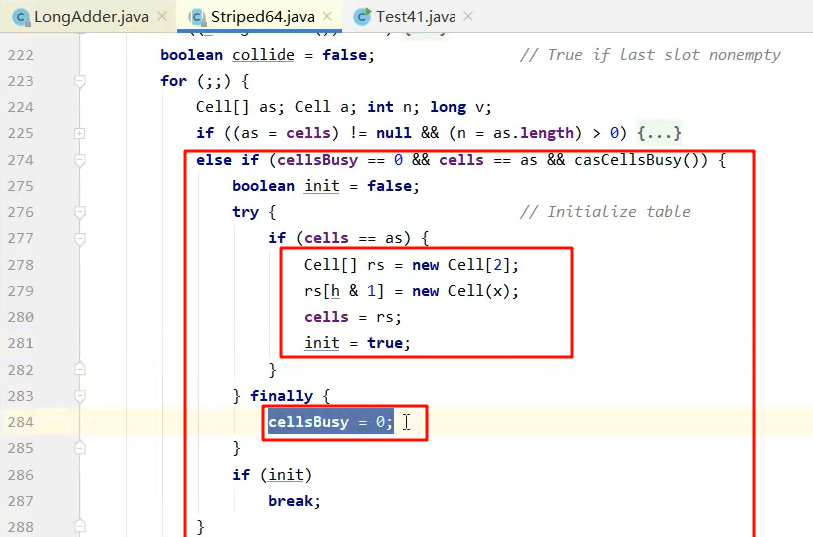 LongAdder.java × Striped64.java × Test41.java ×
222 boolean collide = false; // True if last slot nonempty
223 for (;;) {
224 Cell[] as; Cell a; int n; long v;
225 if ((as = cells) != null && (n = as.length) > 0) {...}
274 else if (cellsBusy == 0 && cells == as && casCellsBusy()) {
275 boolean init = false;
276 try { // Initialize table
277 if (cells == as) {
278 Cell[] rs = new Cell[2];
279 rs[h & 1] = new Cell(x);
280 cells = rs;
281 init = true;
282 }
283 } finally {
284 cellsBusy = 0;
285 }
286 if (init)
287 break;
288 }